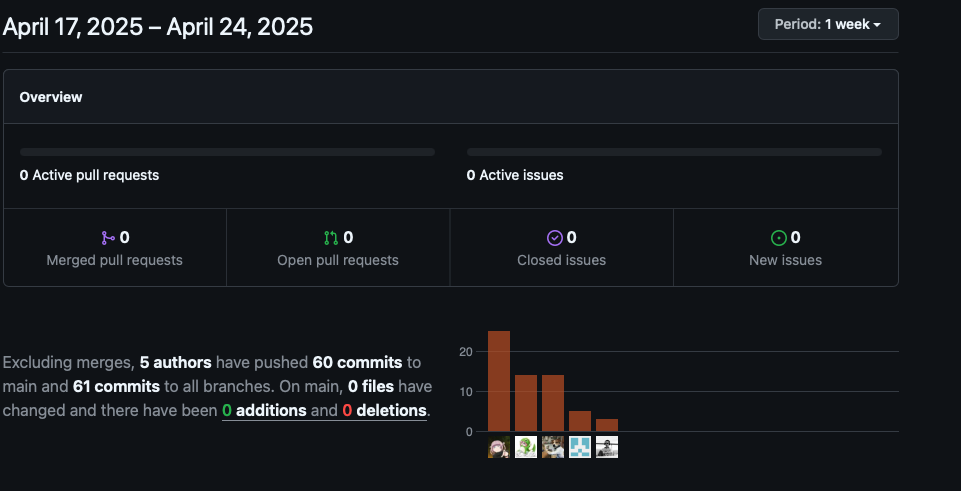 April 17, 2025 – April 24, 2025
Period: 1 week
Overview
0 Active pull requests
0 Active issues
0
Merged pull requests
0
Open pull requests
0
Closed issues
0
New issues
Excluding merges, 5 authors have pushed 60 commits to
main and 61 commits to all branches. On main, 0 files have
changed and there have been 0 additions and 0 deletions.
20
10
0